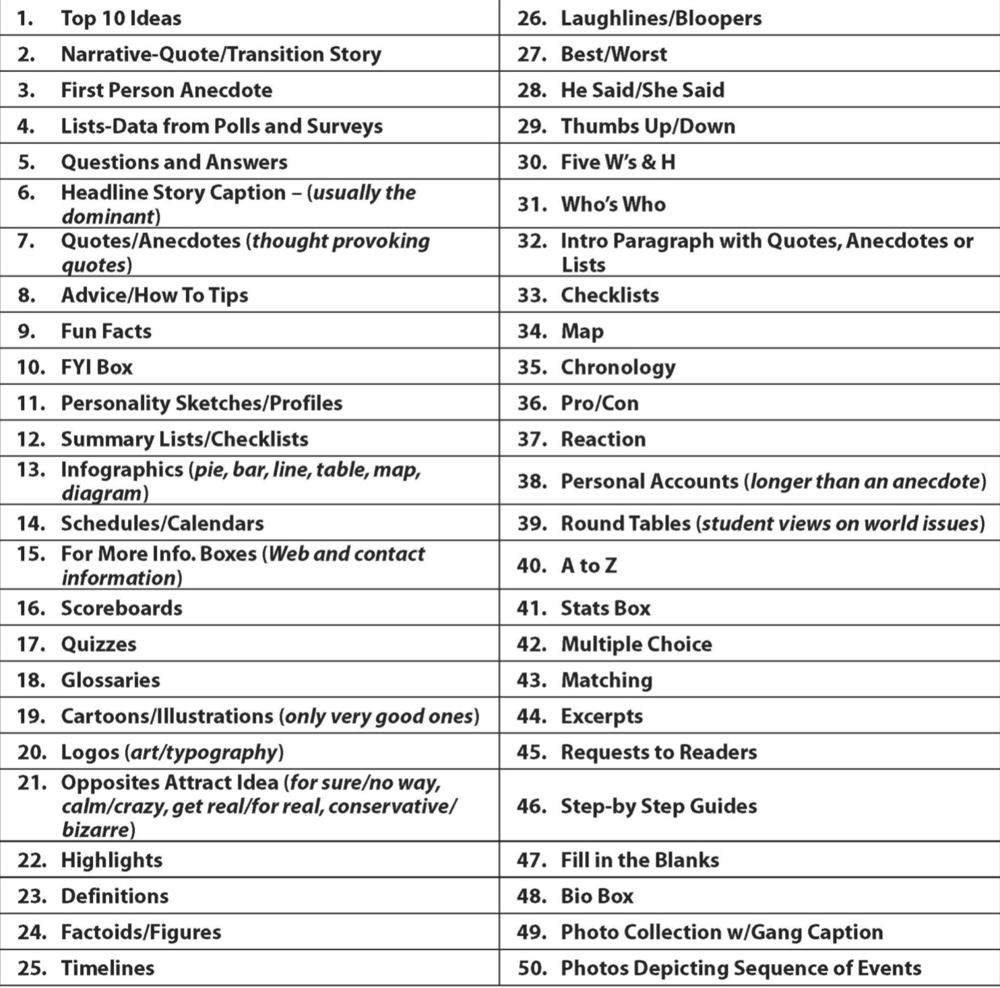 1. Top 10 Ideas
2. Narrative-Quote/Transition Story
3. First Person Anecdote
4. Lists-Data from Polls and Surveys
5. Questions and Answers
6. Headline Story Caption – (usually the
dominant)
7. Quotes/Anecdotes (thought provoking
quotes)
8. Advice/How To Tips
9. Fun Facts
10. FYI Box
11. Personality Sketches/Profiles
12. Summary Lists/Checklists
13. Infographics (pie, bar, line, table, map,
diagram)
14. Schedules/Calendars
15. For More Info. Boxes (Web and contact
information)
16. Scoreboards
17. Quizzes
18. Glossaries
19. Cartoons/Illustrations (only very good ones)
20. Logos (art/typography)
21. Opposites Attract Idea (for sure/no way,
calm/crazy, get real/for real, conservative/
bizarre)
22. Highlights
23. Definitions
24. Factoids/Figures
25. Timelines
26. Laughlines/Bloopers
27. Best/Worst
28. He Said/She Said
29. Thumbs Up/Down
30. Five W’s & H
31. Who’s Who
32. Intro Paragraph with Quotes, Anecdotes or
Lists
33. Checklists
34. Map
35. Chronology
36. Pro/Con
37. Reaction
38. Personal Accounts (longer than an anecdote)
39. Round Tables (student views on world issues)
40. A to Z
41. Stats Box
42. Multiple Choice
43. Matching
44. Excerpts
45. Requests to Readers
46. Step-by Step Guides
47. Fill in the Blanks
48. Bio Box
49. Photo Collection w/Gang Caption
50. Photos Depicting Sequence of Events